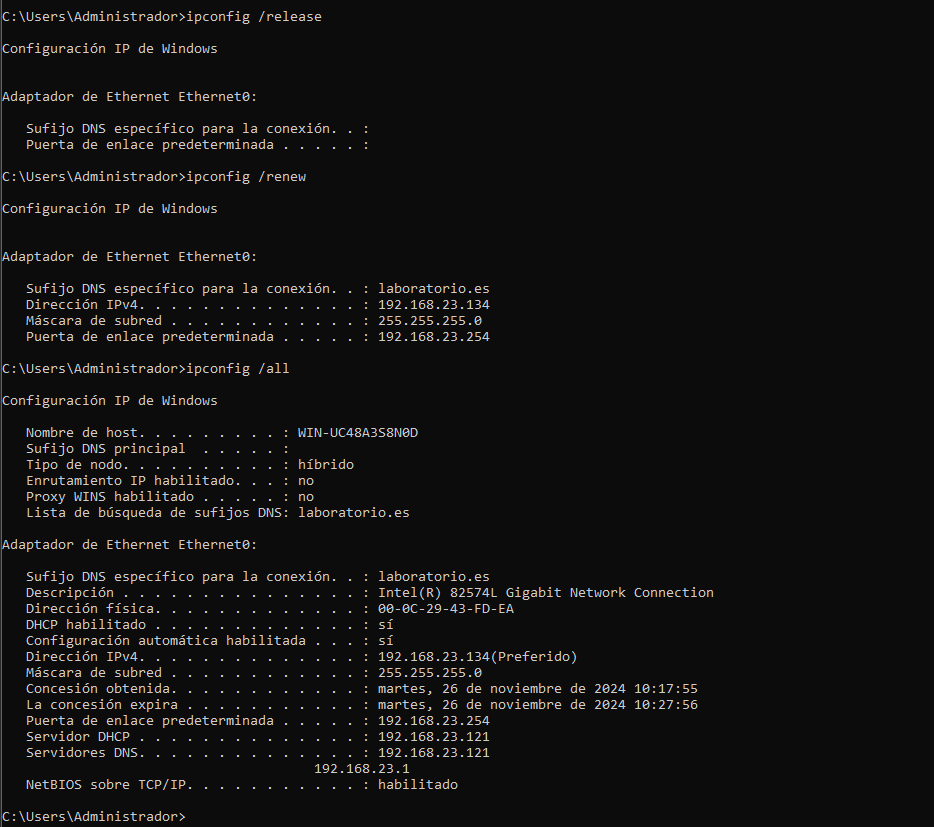 C:\Users\Administrador>ipconfig /release
Configuración IP de Windows
Adaptador de Ethernet Ethernet0:
   Sufijo DNS específico para la conexión. . :
   Puerta de enlace predeterminada . . . . . :
C:\Users\Administrador>ipconfig /renew
Configuración IP de Windows
Adaptador de Ethernet Ethernet0:
   Sufijo DNS específico para la conexión. . : laboratorio.es
   Dirección IPv4. . . . . . . . . . . . . . : 192.168.23.134
   Máscara de subred . . . . . . . . . . . . : 255.255.255.0
   Puerta de enlace predeterminada . . . . . : 192.168.23.254
C:\Users\Administrador>ipconfig /all
Configuración IP de Windows
   Nombre de host. . . . . . . . . : WIN-UC48A3S8N0D
   Sufijo DNS principal  . . . . . :
   Tipo de nodo. . . . . . . . . . : híbrido
   Enrutamiento IP habilitado. . . : no
   Proxy WINS habilitado . . . . . : no
   Lista de búsqueda de sufijos DNS: laboratorio.es
Adaptador de Ethernet Ethernet0:
   Sufijo DNS específico para la conexión. . : laboratorio.es
   Descripción . . . . . . . . . . . . . . . : Intel(R) 82574L Gigabit Network Connection
   Dirección física. . . . . . . . . . . . . : 00-0C-29-43-FD-EA
   DHCP habilitado . . . . . . . . . . . . . : sí
   Configuración automática habilitada . . . : sí
   Dirección IPv4. . . . . . . . . . . . . . : 192.168.23.134(Preferido)
   Máscara de subred . . . . . . . . . . . . : 255.255.255.0
   Concesión obtenida. . . . . . . . . . . . : martes, 26 de noviembre de 2024 10:17:55
   La concesión expira . . . . . . . . . . . : martes, 26 de noviembre de 2024 10:27:56
   Puerta de enlace predeterminada . . . . . : 192.168.23.254
   Servidor DHCP . . . . . . . . . . . . . . : 192.168.23.121
   Servidores DNS. . . . . . . . . . . . . . : 192.168.23.121
                                       192.168.23.1
   NetBIOS sobre TCP/IP. . . . . . . . . . . : habilitado
C:\Users\Administrador>